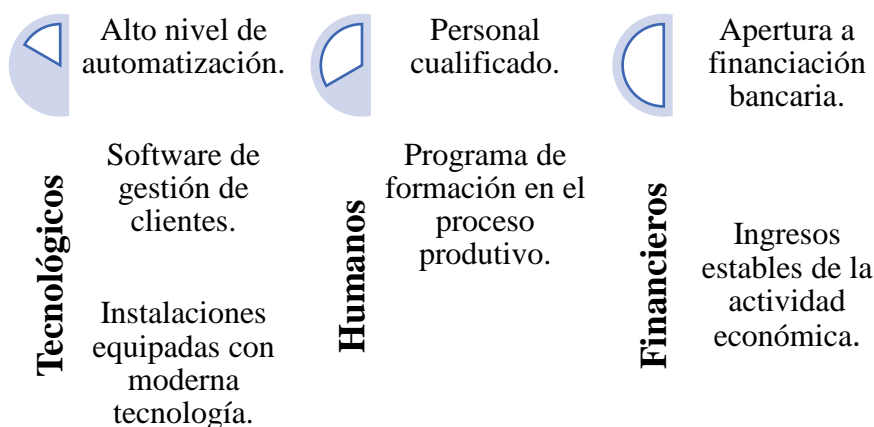 Tecnológicos
Alto nivel de
automatización.
Software de
gestión de
clientes.
Instalaciones
equipadas con
moderna
tecnología.
Humanos
Personal
cualificado.
Programa de
formación en el
proceso
produtivo.
Financieros
Apertura a
financiación
bancaria.
Ingresos
estables de la
actividad
económica.